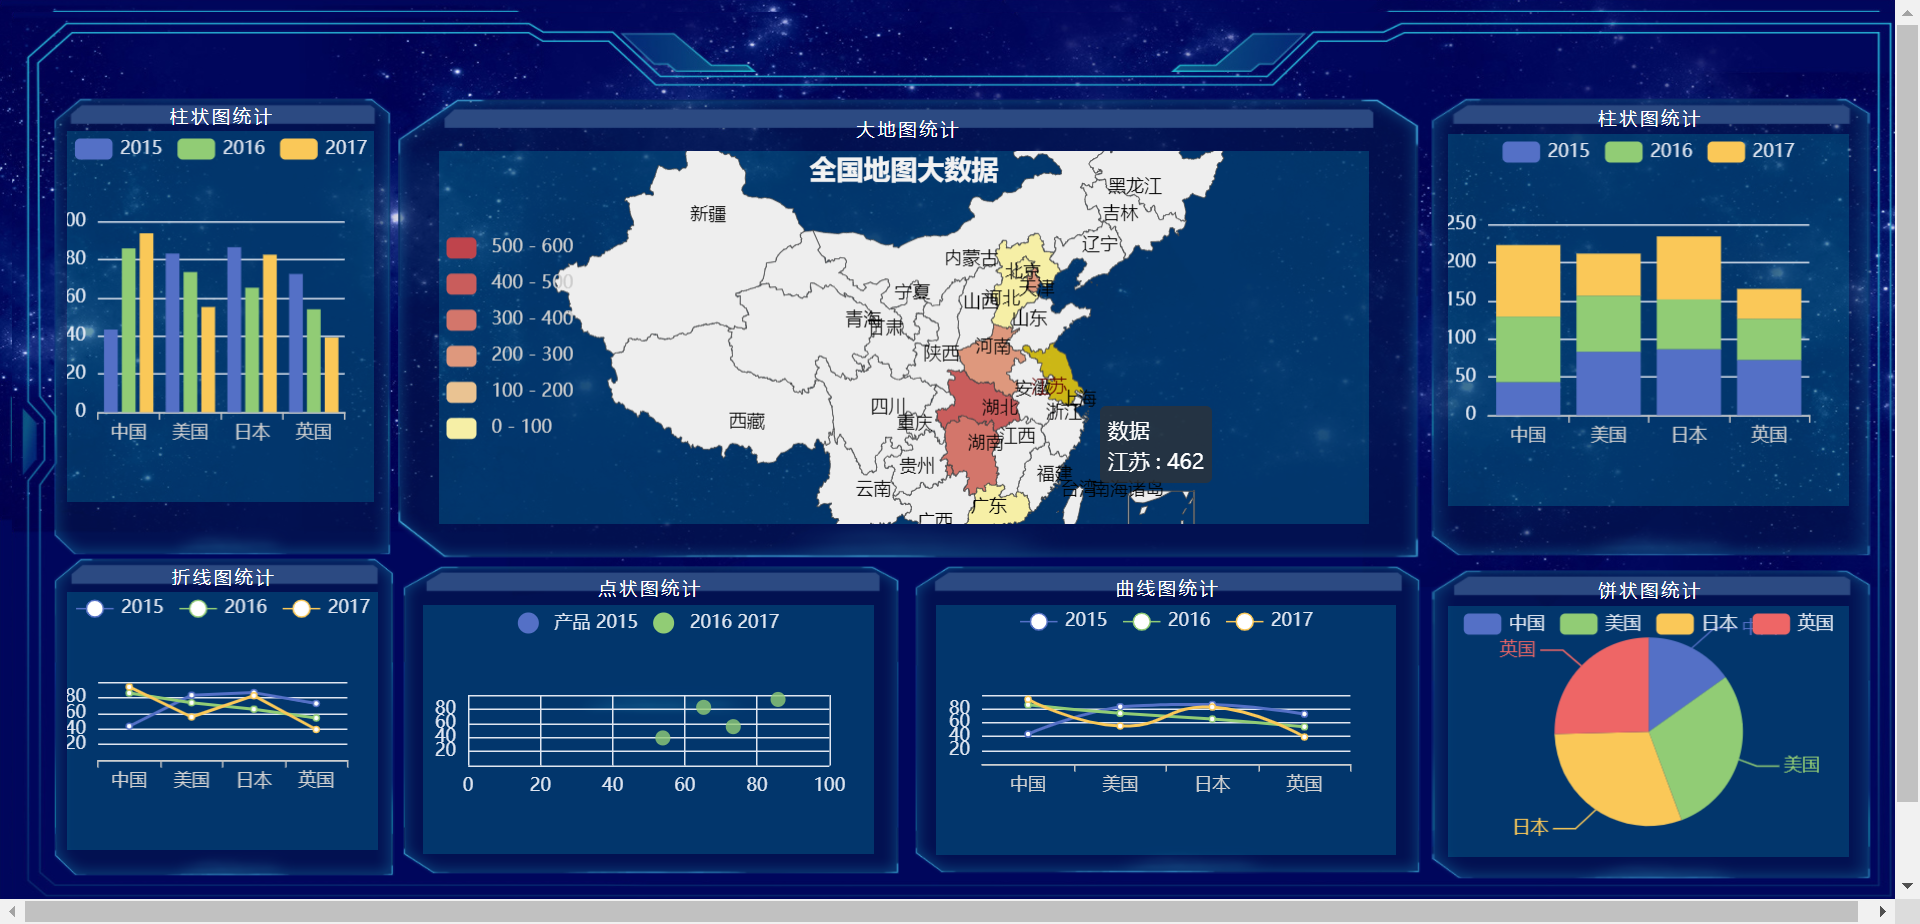 柱状图统计
2015 2016 2017
00
80
60
40
20
0
中国 美国 日本 英国
大地图统计
全国地图大数据
500 - 600
400 - 500
300 - 400
200 - 300
100 - 200
0 - 100
新疆
黑龙江
吉林
辽宁
内蒙古
北京
天津
宁夏
山西
河北
青海
甘肃
山东
陕西
河南
安徽
江苏
上海
四川
湖北
浙江
西藏
重庆
湖南
江西
贵州
福建
云南
台湾
南海诸岛
广东
广西
数据
江苏 : 462
柱状图统计
2015 2016 2017
250
200
150
100
50
0
中国 美国 日本 英国
折线图统计
2015 2016 2017
80
60
40
20
中国 美国 日本 英国
点状图统计
产品 2015 2016 2017
80
60
40
20
0 20 40 60 80 100
曲线图统计
2015 2016 2017
80
60
40
20
中国 美国 日本 英国
饼状图统计
中国 美国 日本 英国
英国
美国
日本